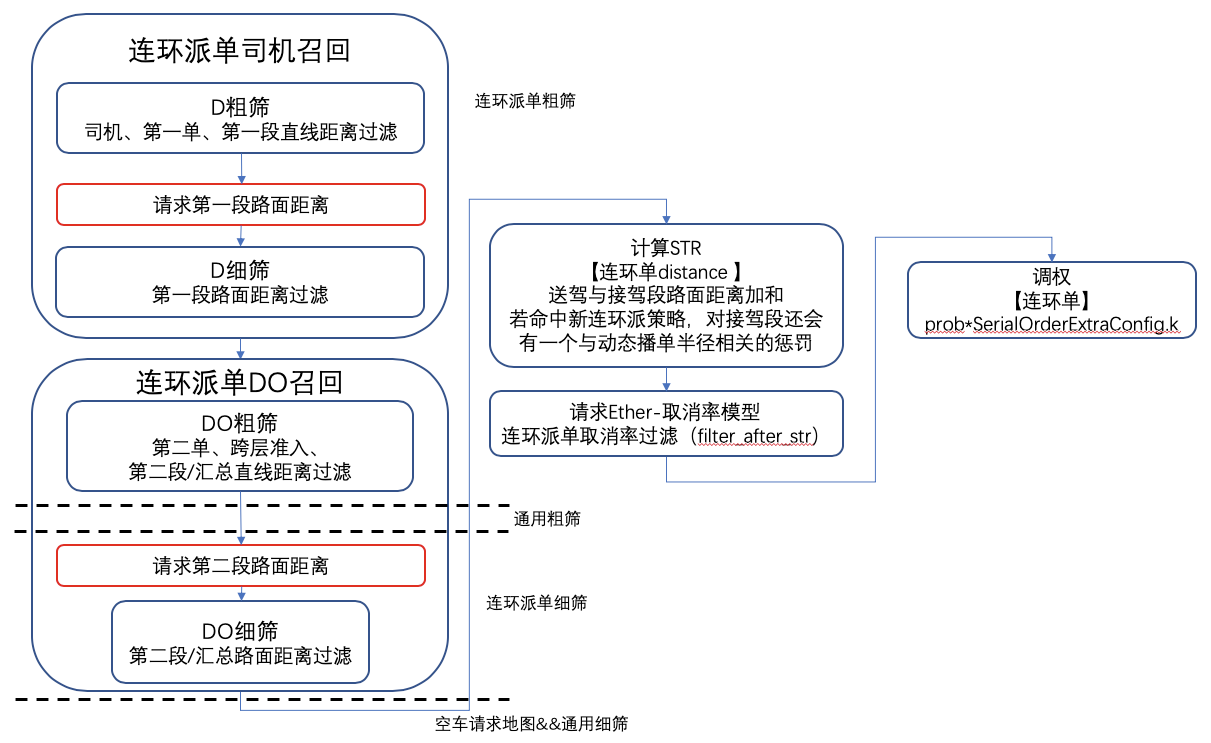 连环派单司机召回
D粗筛
司机、第一单、第一段直线距离过滤
请求第一段路面距离
D细筛
第一段路面距离过滤
连环派单DO召回
DO粗筛
第二单、跨层准入、
第二段/汇总直线距离过滤
请求第二段路面距离
DO细筛
第二段/汇总路面距离过滤
连环派单粗筛
通用粗筛
连环派单细筛
空车请求地图&&通用细筛
计算STR
【连环单distance 】
送驾与接驾段路面距离加和
若命中新连环派策略，对接驾段还会
有一个与动态播单半径相关的惩罚
请求Ether-取消率模型
连环派单取消率过滤（filter_after_str）
调权
【连环单】
prob*SerialOrderExtraConfig.k